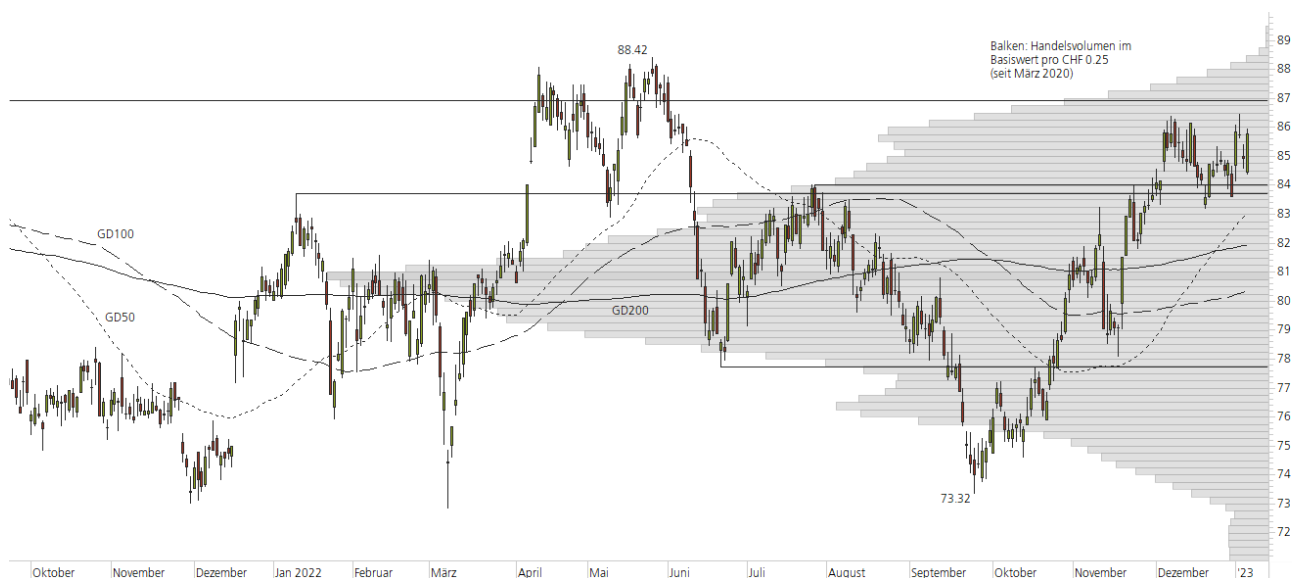 88.42
Balken: Handelsvolumen im
Basiswert pro CHF 0.25
(seit März 2020)
GD100
GD50
GD200
73.32
89
88
87
86
85
84
83
82
81
80
79
78
77
76
75
74
73
72
Oktober November Dezember Jan 2022 Februar März April Mai Juni Juli August September Oktober November Dezember '23